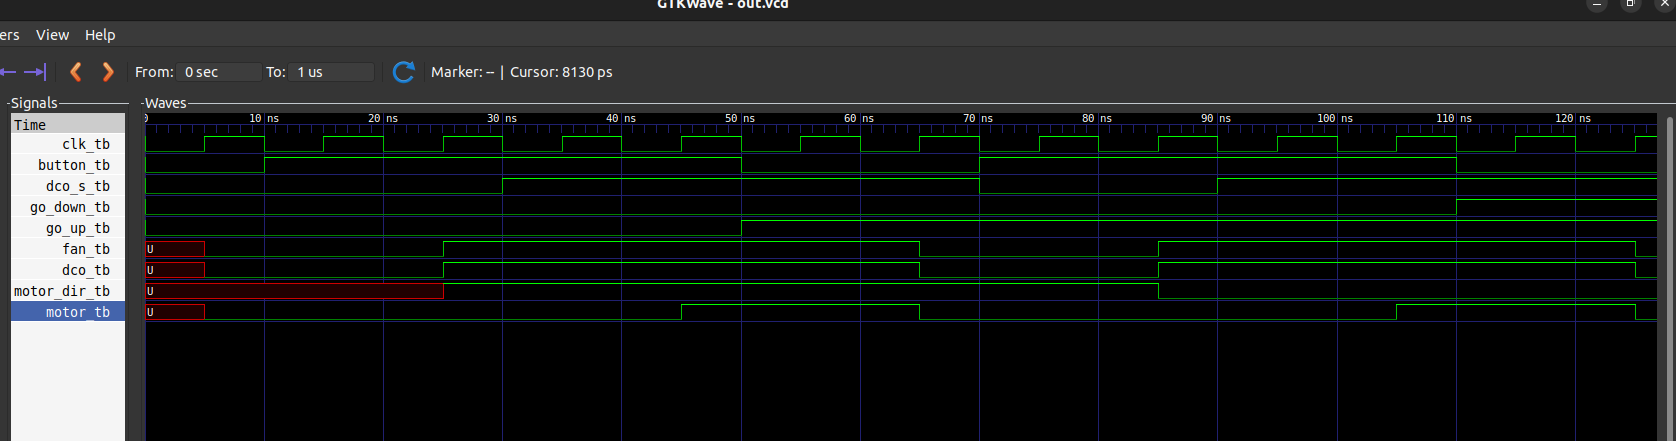 GTKWave - out.vcd
ers View Help
From: 0 sec To: 1 us Marker: -- | Cursor: 8130 ps
Signals Waves
Time 0 10 ns 20 ns 30 ns 40 ns 50 ns 60 ns 70 ns 80 ns 90 ns 100 ns 110 ns 120 ns
clk_tb
button_tb
dco_s_tb
go_down_tb
go_up_tb
fan_tb U
dco_tb U
motor_dir_tb U
motor_tb U